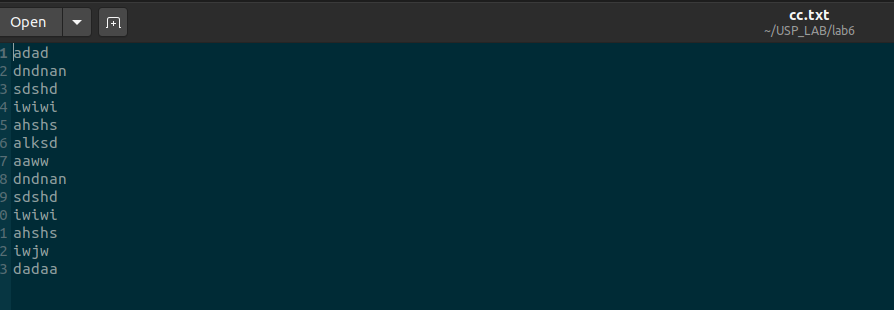 Open
cc.txt
~/USP_LAB/lab6
1 adad
2 dndnan
3 sdshd
4 iwiwi
5 ahshs
6 alksd
7 aaww
8 dndnan
9 sdshd
0 iwiwi
1 ahshs
2 iwjw
3 dadaa